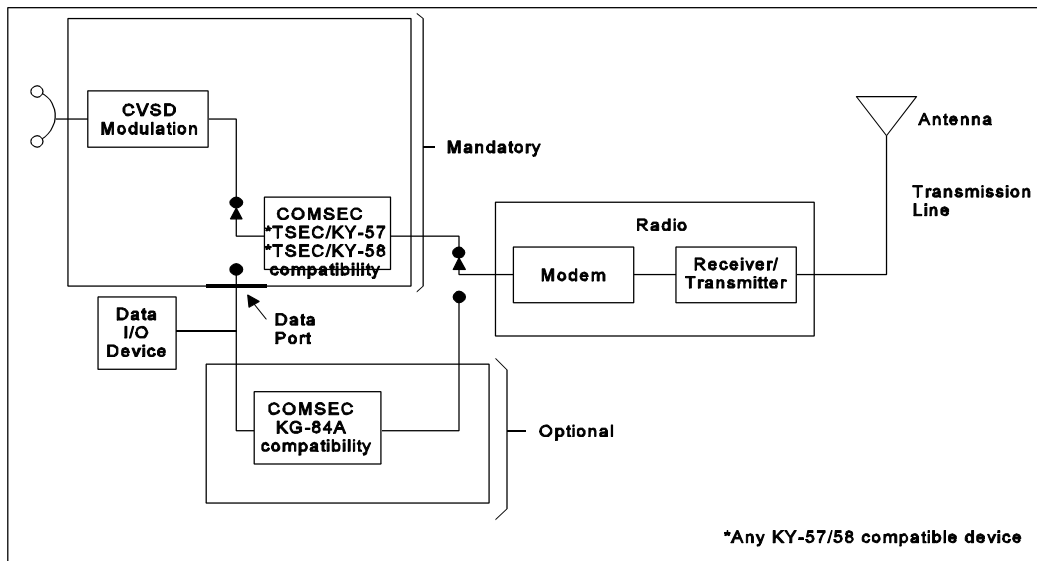 CVSD
Modulation
Mandatory
Antenna
Transmission
Line
COMSEC
*TSEC/KY-57
*TSEC/KY-58
compatibility
Radio
Modem
Receiver/
Transmitter
Data
I/O
Device
Data
Port
COMSEC
KG-84A
compatibility
Optional
*Any KY-57/58 compatible device